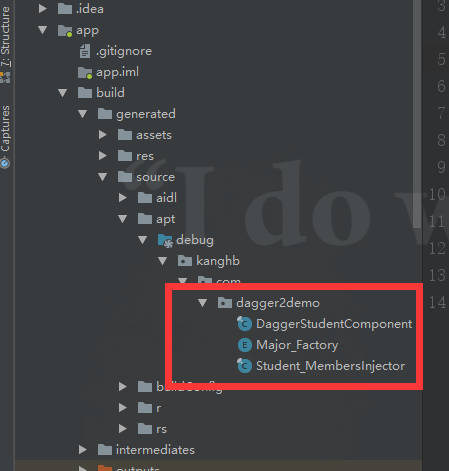 7: Structure
Captures
.idea
app
.gitignore
app.iml
build
generated
assets
res
source
aidl
apt
debug
kanghb
com
dagger2demo
DaggerStudentComponent
Major_Factory
Student_MembersInjector
buildConfig
r
rs
intermediates
outputs
3
4
5
6
7
8
9
10
11
12
13
14
“I do w